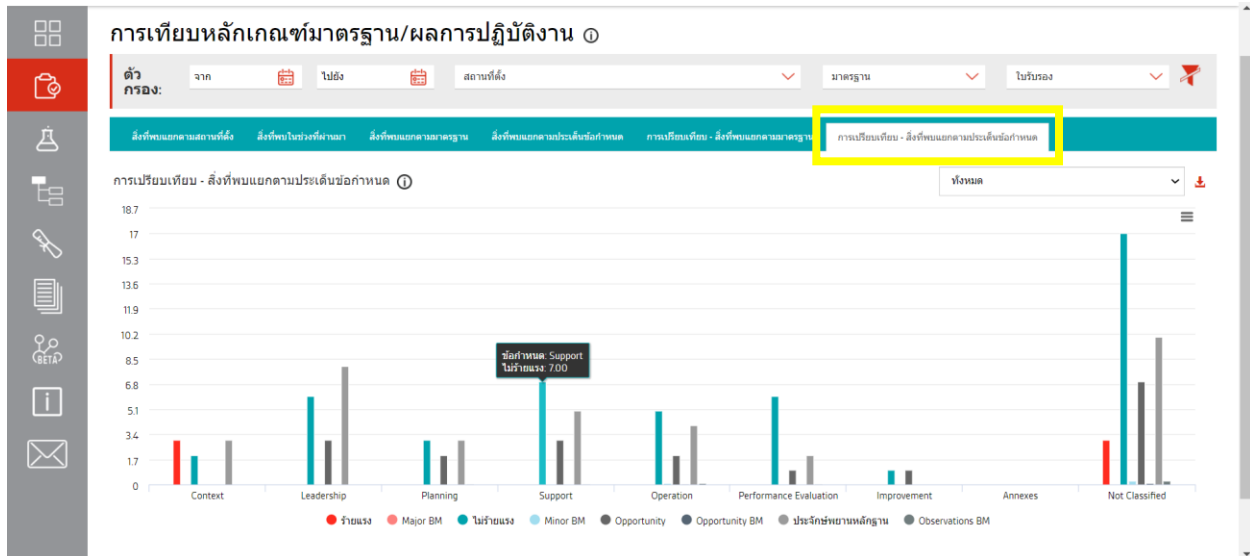 การเทียบหลักเกณฑ์มาตรฐาน/ผลการปฏิบัติงาน
ตัวกรอง: จาก ไปยัง สถานที่ตั้ง มาตรฐาน ใบรับรอง
สิ่งที่พบแยกตามสถานที่ตั้ง สิ่งที่พบในช่วงที่ผ่านมา สิ่งที่พบแยกตามมาตรฐาน สิ่งที่พบแยกตามประเด็นข้อกำหนด การเปรียบเทียบ - สิ่งที่พบแยกตามมาตรฐาน การเปรียบเทียบ - สิ่งที่พบแยกตามประเด็นข้อกำหนด
การเปรียบเทียบ - สิ่งที่พบแยกตามประเด็นข้อกำหนด ทั้งหมด
18.7
17
15.3
13.6
11.9
10.2
8.5
6.8
5.1
3.4
1.7
0
ข้อกำหนด: Support
ไม่ร้ายแรง: 7.00
Context Leadership Planning Support Operation Performance Evaluation Improvement Annexes Not Classified
ร้ายแรง Major BM ไม่ร้ายแรง Minor BM Opportunity Opportunity BM ประจักษ์พยานหลักฐาน Observations BM
BETA